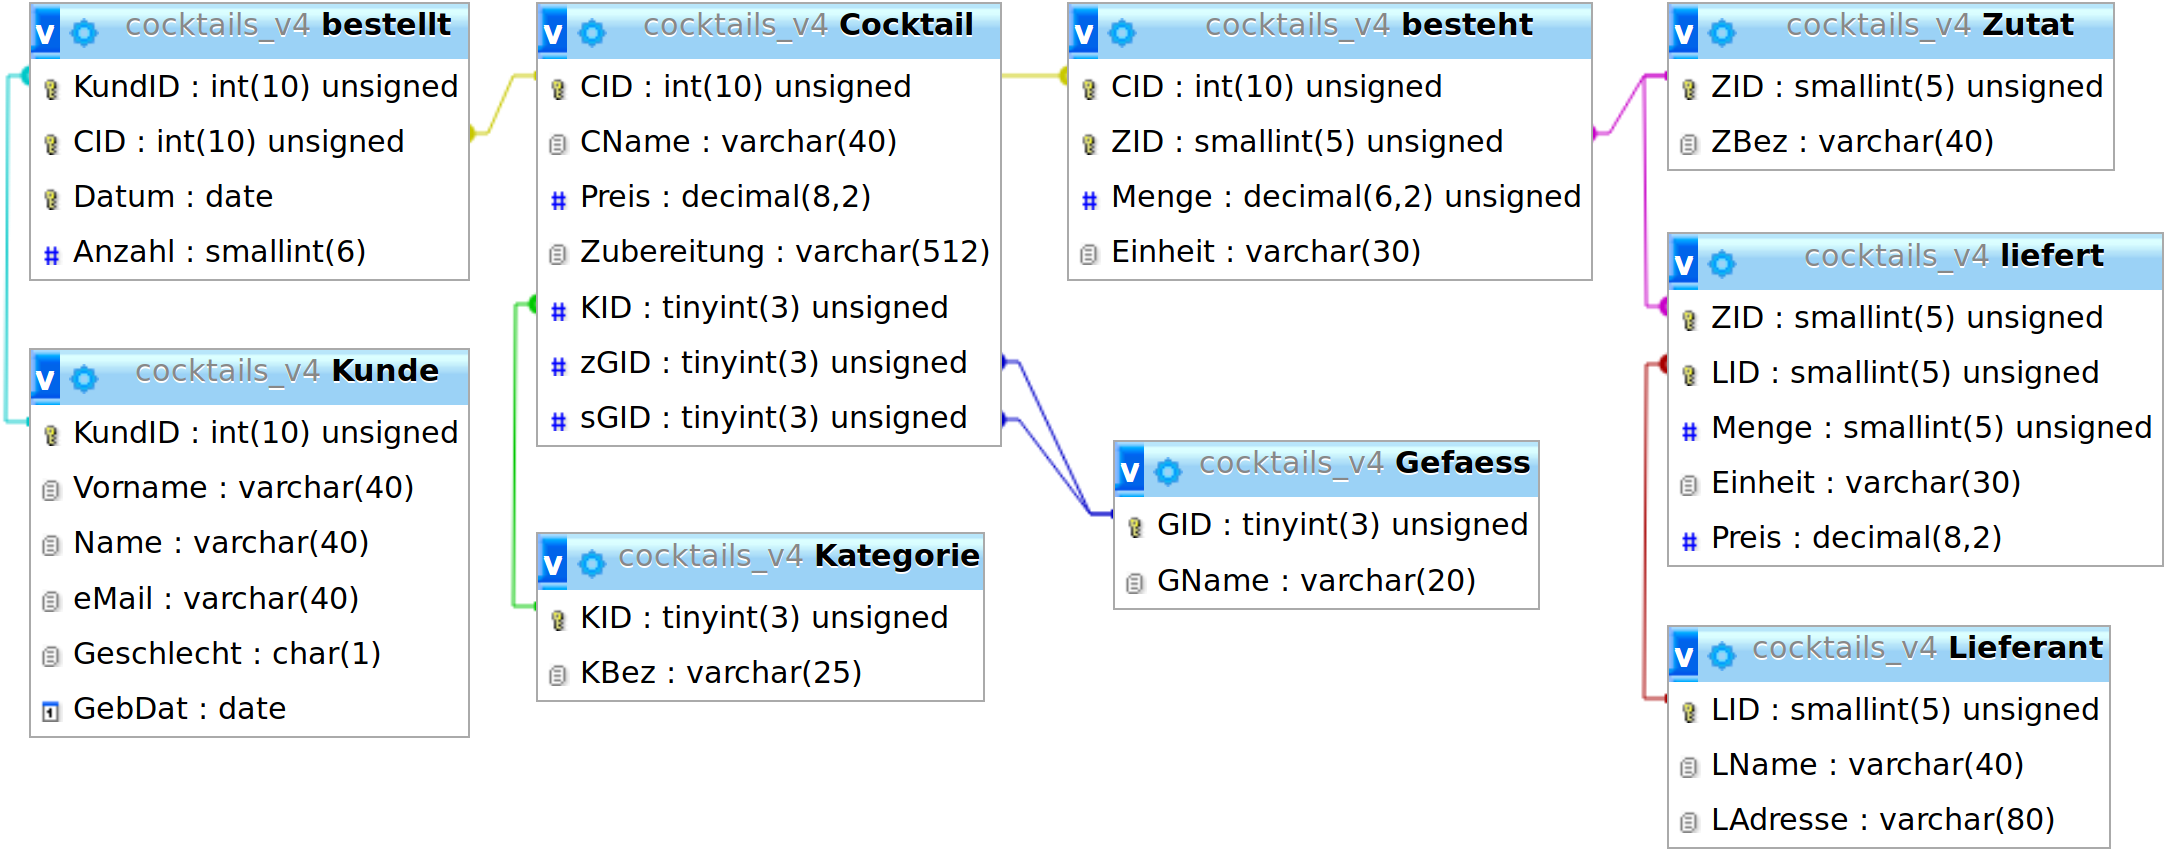 v cocktails_v4 bestellt
KundID : int(10) unsigned
CID : int(10) unsigned
Datum : date
# Anzahl : smallint(6)
v cocktails_v4 Kunde
KundID : int(10) unsigned
Vorname : varchar(40)
Name : varchar(40)
eMail : varchar(40)
Geschlecht : char(1)
1 GebDat : date
v cocktails_v4 Cocktail
CID : int(10) unsigned
CName : varchar(40)
# Preis : decimal(8,2)
Zubereitung : varchar(512)
# KID : tinyint(3) unsigned
# zGID : tinyint(3) unsigned
# sGID : tinyint(3) unsigned
v cocktails_v4 Kategorie
KID : tinyint(3) unsigned
KBez : varchar(25)
v cocktails_v4 besteht
CID : int(10) unsigned
ZID : smallint(5) unsigned
# Menge : decimal(6,2) unsigned
Einheit : varchar(30)
v cocktails_v4 Gefaess
GID : tinyint(3) unsigned
GName : varchar(20)
v cocktails_v4 Zutat
ZID : smallint(5) unsigned
ZBez : varchar(40)
v cocktails_v4 liefert
ZID : smallint(5) unsigned
LID : smallint(5) unsigned
# Menge : smallint(5) unsigned
Einheit : varchar(30)
# Preis : decimal(8,2)
v cocktails_v4 Lieferant
LID : smallint(5) unsigned
LName : varchar(40)
LAdresse : varchar(80)